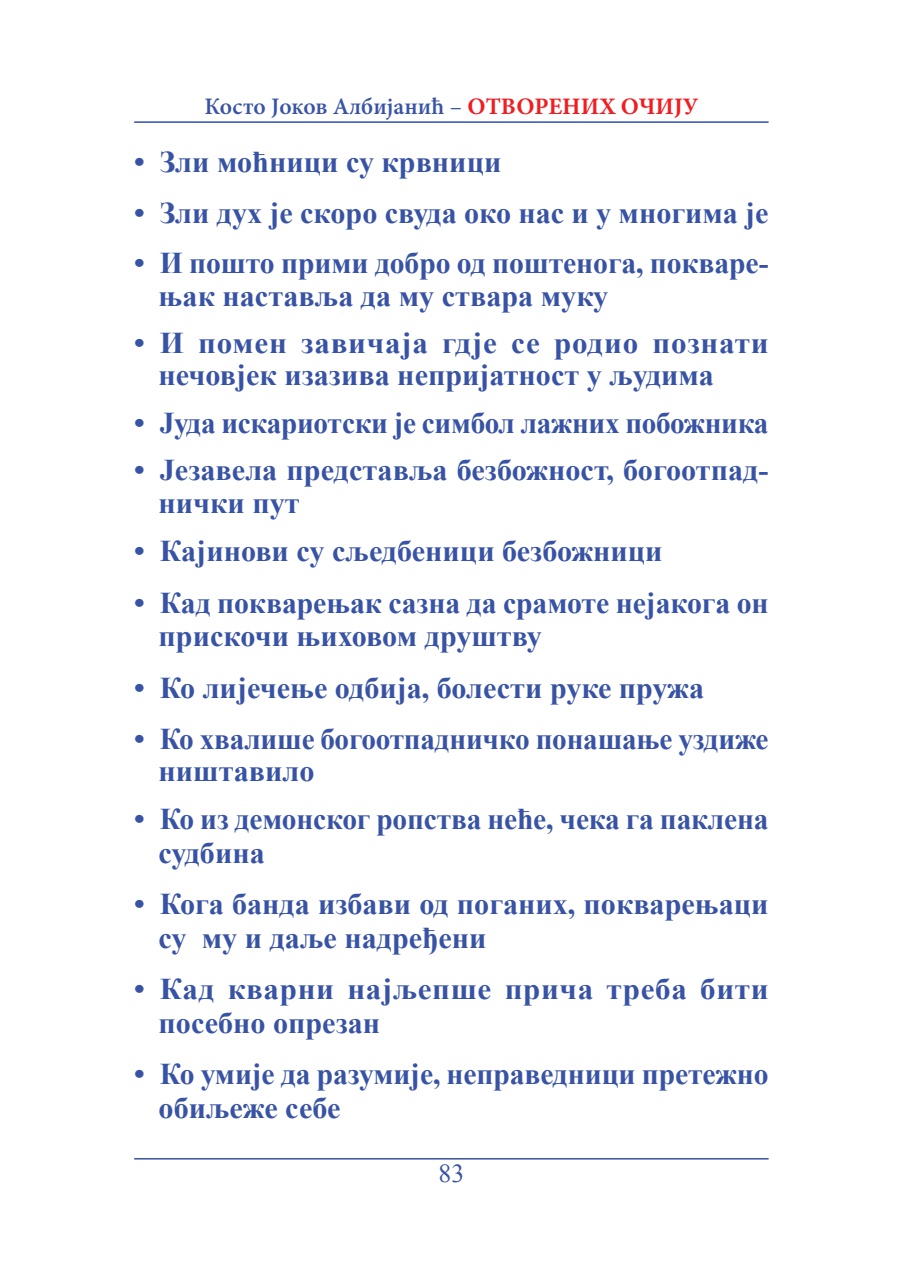 Косто Јоков Албијанић – ОТВОРЕНИХ ОЧИЈУ
• Зли моћници су крвници
• Зли дух је скоро свуда око нас и у многима је
• И пошто прими добро од поштенога, покваре-
њак наставља да му ствара муку
• И помен завичаја гдје се родио познати
нечовјек изазива непријатност у људима
• Јуда искариотски је симбол лажних побожника
• Језавела представља безбожност, богоотпад-
нички пут
• Кајинови су сљедбеници безбожници
• Кад покварењак сазна да срамоте нејакога он
прискочи њиховом друштву
• Ко лијечење одбија, болести руке пружа
• Ко хвалише богоотпадничко понашање уздиже
ништавило
• Ко из демонског ропства неће, чека га паклена
судбина
• Кога банда избави од поганих, покварењаци
су  му и даље надређени
• Кад кварни најљепше прича треба бити
посебно опрезан
• Ко умије да разумије, неправедници претежно
обиљеже себе
83